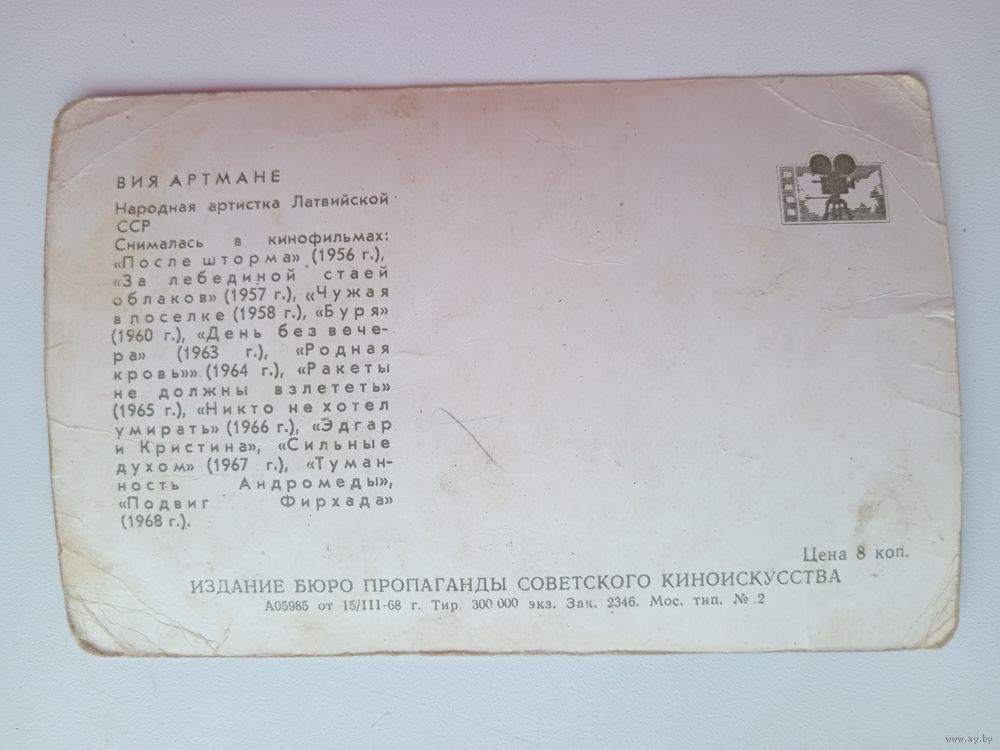 ВИЯ АРТМАНЕ
Народная артистка Латвийской
ССР
Снималась в кинофильмах:
«После шторма» (1956 г.),
«За лебединой стаей
облаков» (1957 г.), «Чужая
в поселке (1958 г.), «Буря»
(1960 г.), «День без вече-
ра» (1963 г.), «Родная
кровь»» (1964 г.), «Ракеты
не должны взлететь»
(1965 г.), «Никто не хотел
умирать» (1966 г.), «Эдгар
и Кристина», «Сильные
духом» (1967 г.), «Туман-
ность Андромеды»,
«Подвиг Фирхада»
(1968 г.).
Цена 8 коп.
ИЗДАНИЕ БЮРО ПРОПАГАНДЫ СОВЕТСКОГО КИНОИСКУССТВА
А05985 от 15/III-68 г. Тир. 300 000 экз. Зак. 2346. Мос. тип. № 2
www.ay.by